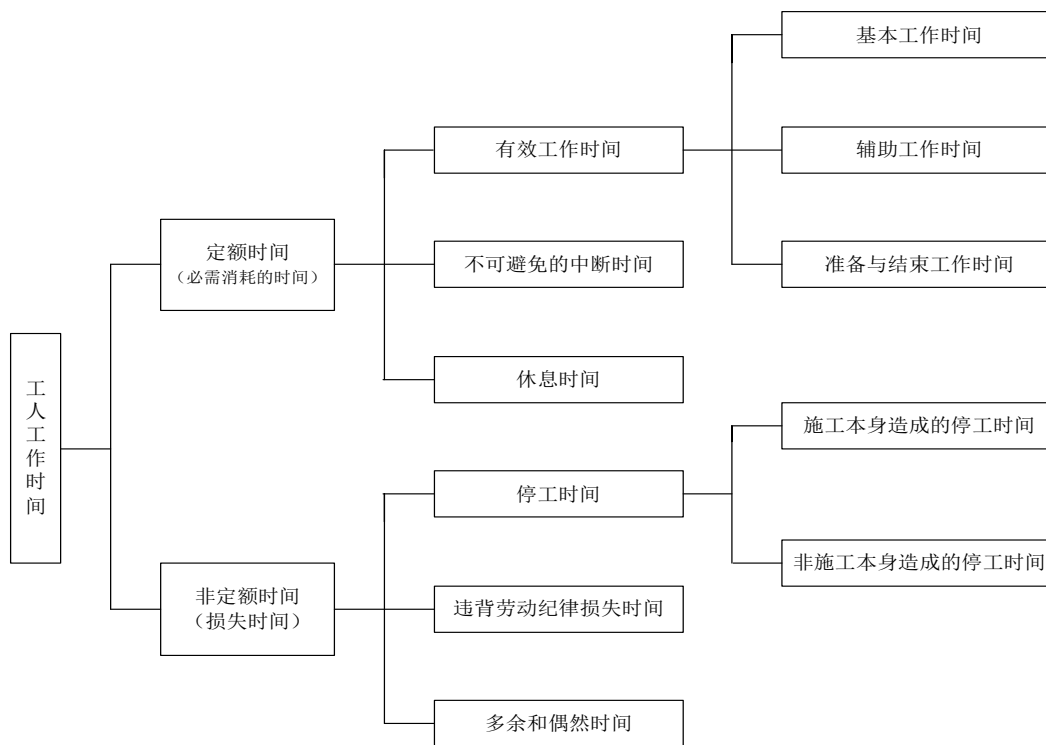 工人工作时间
定额时间
（必需消耗的时间）
有效工作时间
基本工作时间
辅助工作时间
准备与结束工作时间
不可避免的中断时间
休息时间
非定额时间
（损失时间）
停工时间
施工本身造成的停工时间
非施工本身造成的停工时间
违背劳动纪律损失时间
多余和偶然时间